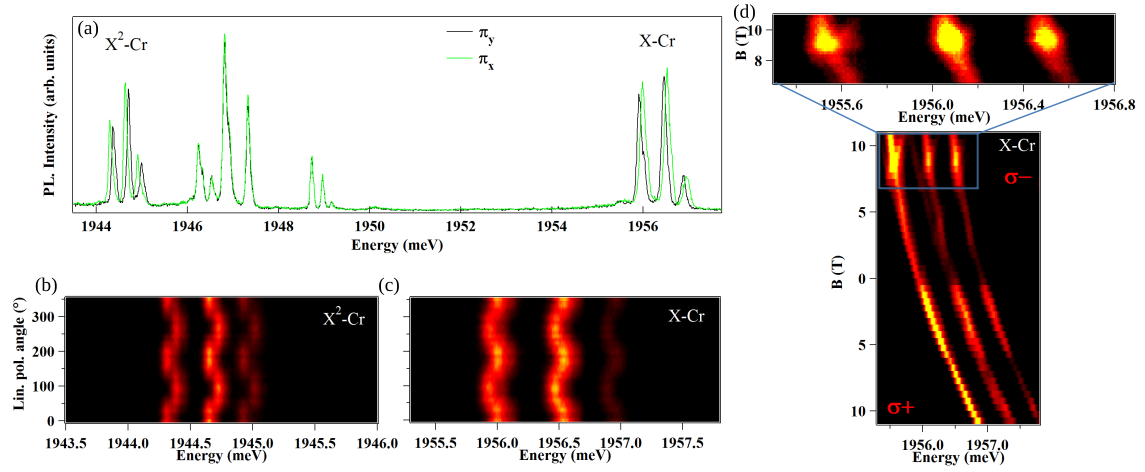 (a)
X²-Cr
πy
πx
X-Cr
PL. Intensity (arb. units)
1944
1946
1948
1950
1952
1954
1956
Energy (meV)
(b)
X²-Cr
Lin. pol. angle (°)
300
200
100
0
1943.5
1944.0
1944.5
1945.0
1945.5
1946.0
Energy (meV)
(c)
X-Cr
1955.5
1956.0
1956.5
1957.0
1957.5
Energy (meV)
(d)
B (T)
10
8
1955.6
1956.0
1956.4
1956.8
Energy (meV)
X-Cr
σ−
B (T)
10
5
0
5
10
σ+
1956.0
1957.0
Energy (meV)